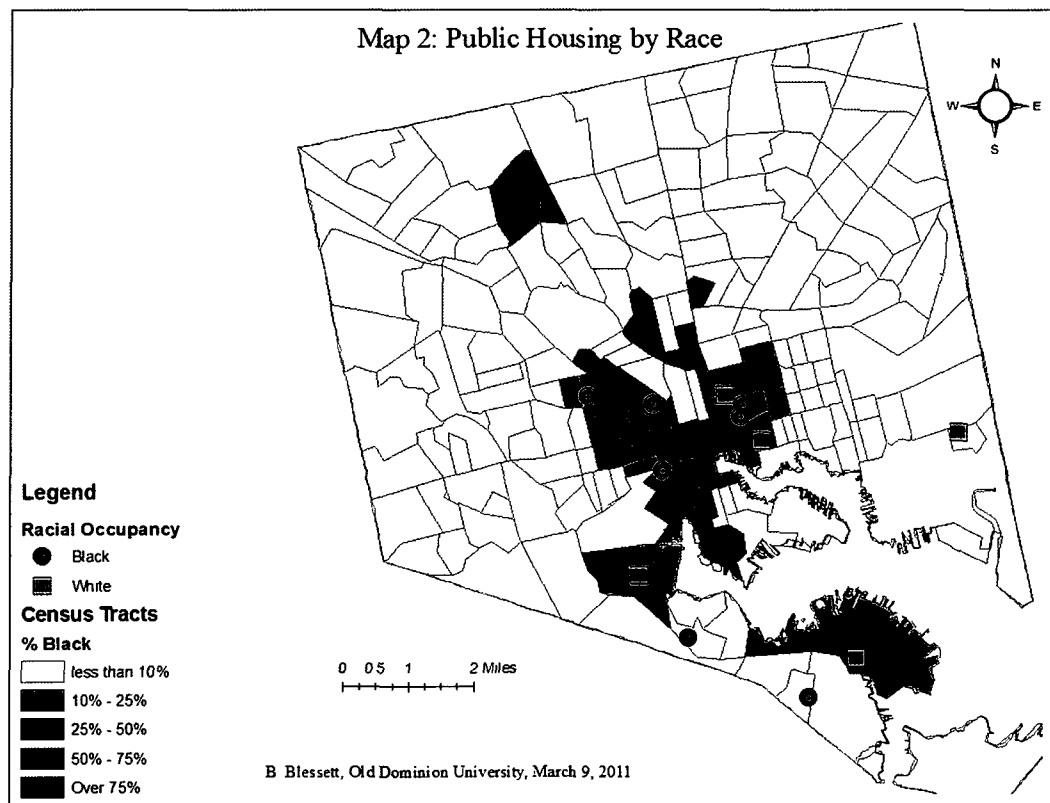 Map 2: Public Housing by Race
N
W E
S
Legend
Racial Occupancy
Black
White
Census Tracts
% Black
less than 10%
10% - 25%
25% - 50%
50% - 75%
Over 75%
0 0 5 1 2 Miles
B Blessett, Old Dominion University, March 9, 2011